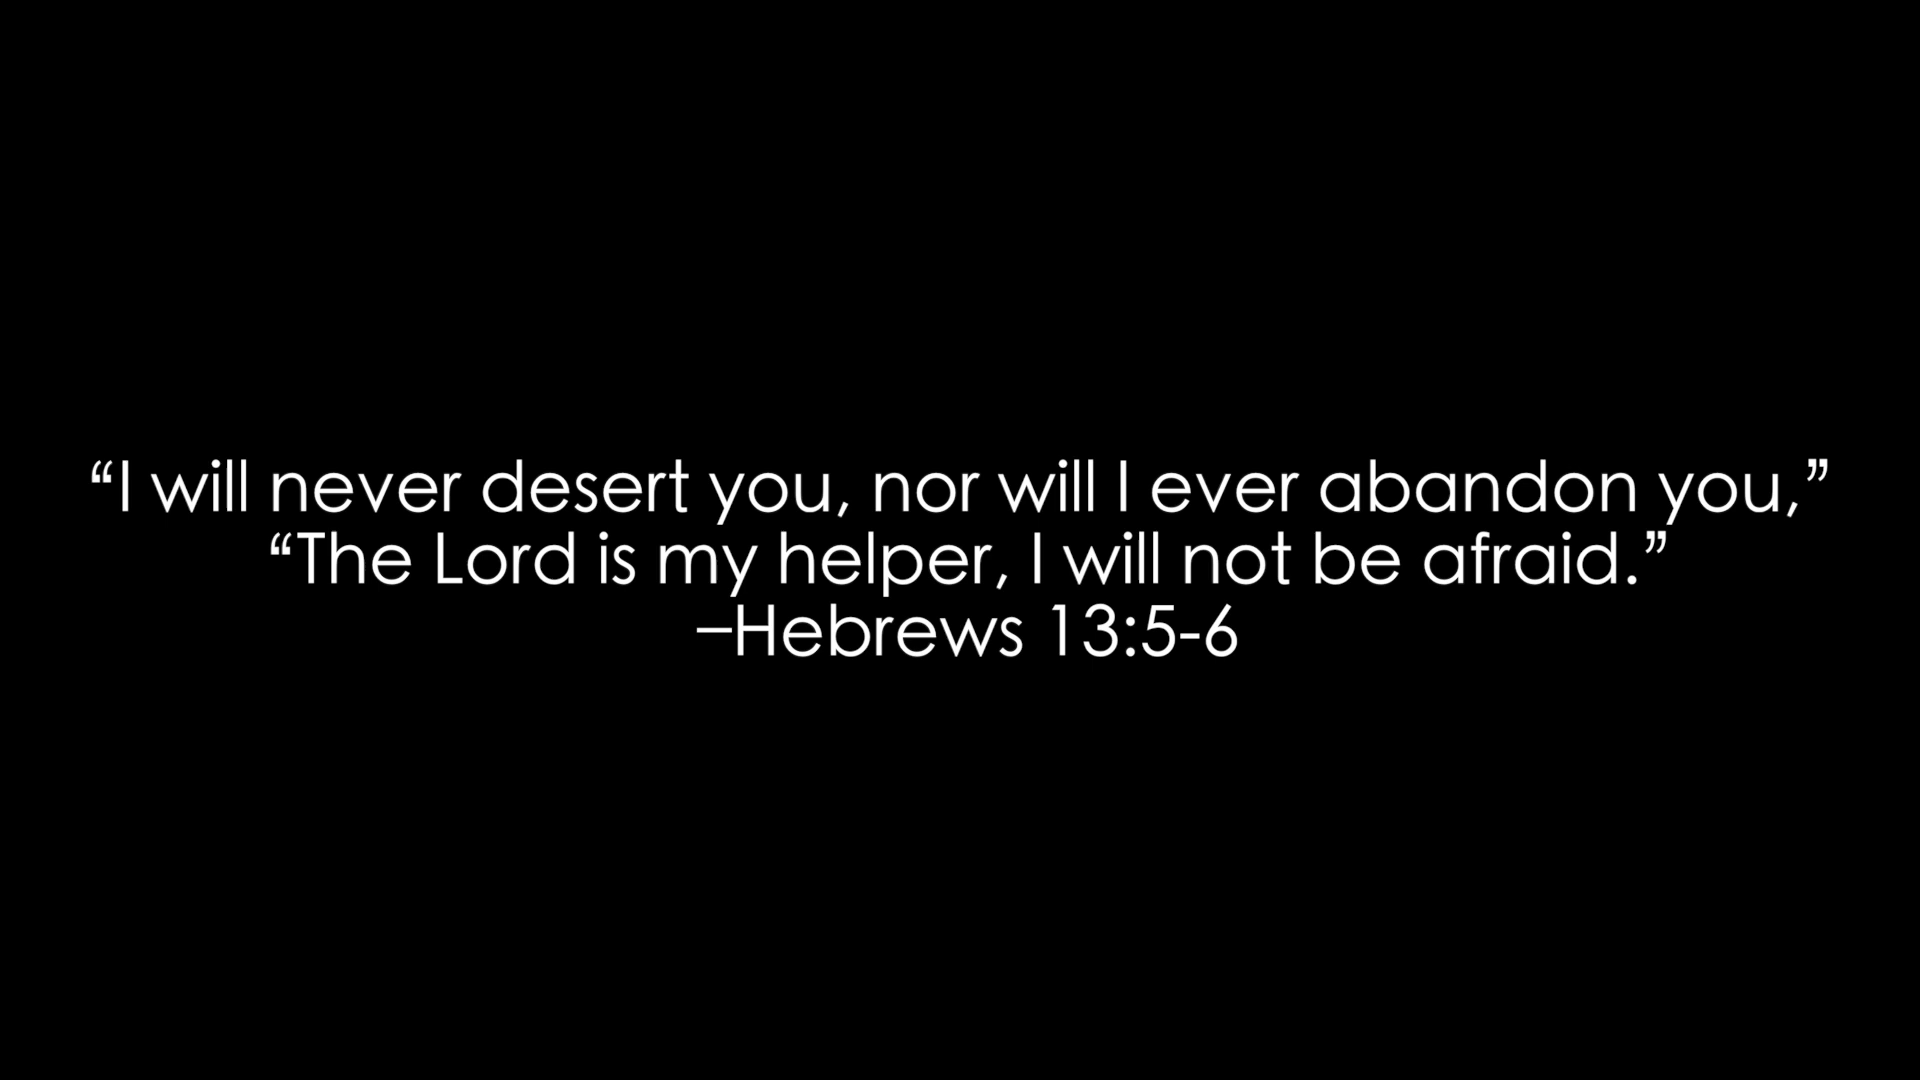 “I will never desert you, nor will I ever abandon you,”
“The Lord is my helper, I will not be afraid.”
–Hebrews 13:5-6